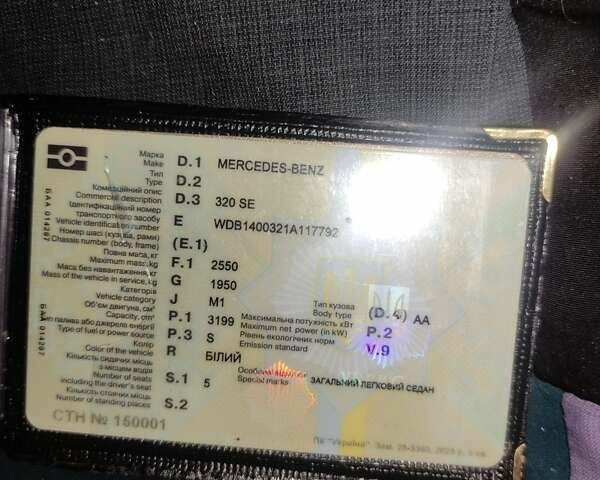 Марка
Make D.1 MERCEDES-BENZ
Тип
Type D.2
Комерційний опис
Commercial description D.3 320 SE
Ідентифікаційний номер
транспортного засобу
Vehicle identification number E WDB1400321A117792
Номер шасі (кузова, рами)
Chassis number (body, frame) (E.1)
Повна маса, кг
Maximum mass, kg F.1 2550
Маса без навантаження, кг
Mass of the vehicle in service, kg G 1950
Категорія
Vehicle category J M1
Тип кузова
Body type (D.4) АА
Об'єм двигуна, см³
Capacity, cm³ P.1 3199
Максимальна потужність кВт
Maximum net power (in kW) P.2
Тип палива або джерело енергії
Type of fuel or power source P.3 S
Рівень екологічних норм
Emission standard V.9
Колір
Color of the vehicle R БІЛИЙ
Кількість сидячих місць
з місцем водія
Number of seats
including the driver's seat S.1 5
Special marks ЗАГАЛЬНИЙ ЛЕГКОВИЙ СЕДАН
Кількість стоячих місць
Number of standing places S.2
СТН № 150001
БАА 014297
БАА 014297